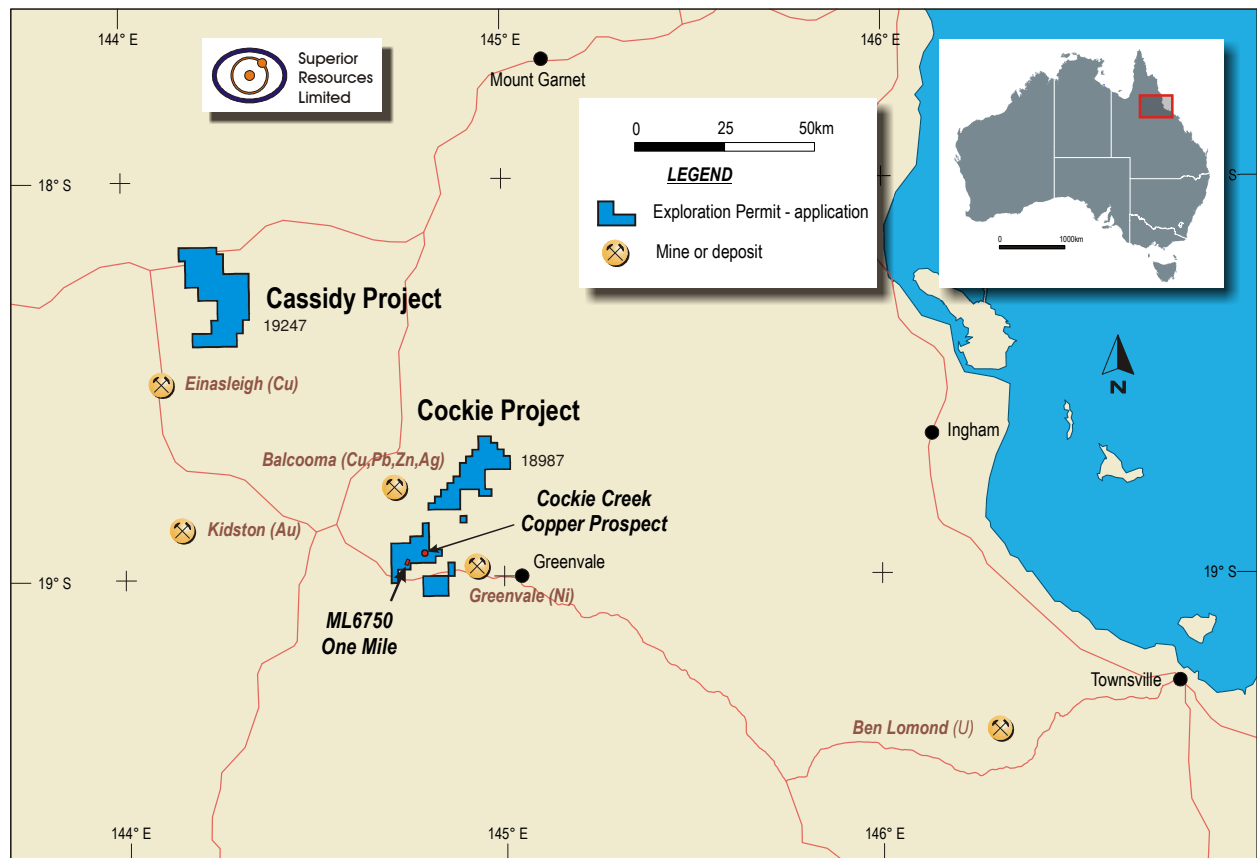 144° E
145° E
146° E
Superior
Resources
Limited
Mount Garnet
0 25 50km
LEGEND
Exploration Permit - application
Mine or deposit
0 1000km
18° S
S
Cassidy Project
19247
Einasleigh (Cu)
N
Cockie Project
Ingham
Balcooma (Cu,Pb,Zn,Ag)
18987
Cockie Creek
Copper Prospect
Kidston (Au)
Greenvale
19° S
19° S
Greenvale (Ni)
ML6750
One Mile
Townsville
Ben Lomond (U)
144° E
145° E
146° E